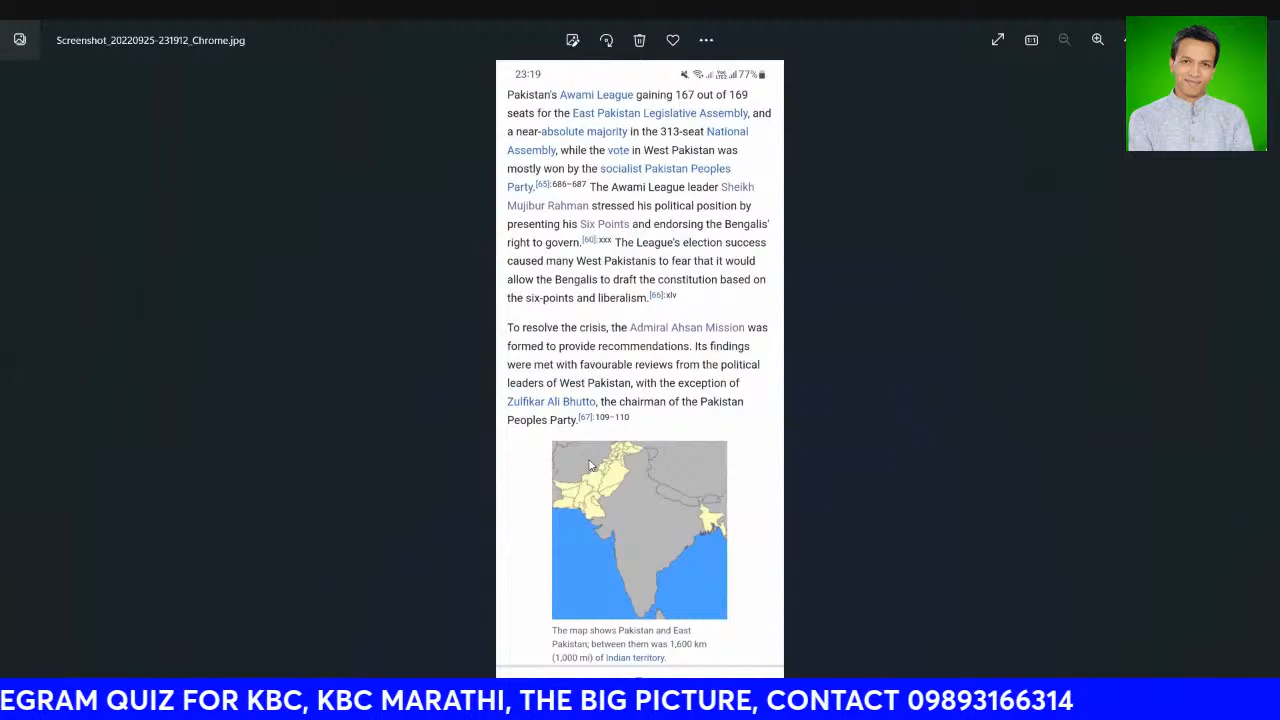 Screenshot_20220925-231912_Chrome.jpg
23:19
77%
Pakistan's Awami League gaining 167 out of 169
seats for the East Pakistan Legislative Assembly, and
a near-absolute majority in the 313-seat National
Assembly, while the vote in West Pakistan was
mostly won by the socialist Pakistan Peoples
Party.[65]:686–687 The Awami League leader Sheikh
Mujibur Rahman stressed his political position by
presenting his Six Points and endorsing the Bengalis'
right to govern.[60]:xxx The League's election success
caused many West Pakistanis to fear that it would
allow the Bengalis to draft the constitution based on
the six-points and liberalism.[66]:xlv
To resolve the crisis, the Admiral Ahsan Mission was
formed to provide recommendations. Its findings
were met with favourable reviews from the political
leaders of West Pakistan, with the exception of
Zulfikar Ali Bhutto, the chairman of the Pakistan
Peoples Party.[67]:109–110
The map shows Pakistan and East
Pakistan; between them was 1,600 km
(1,000 mi) of Indian territory.
EGRAM QUIZ FOR KBC, KBC MARATHI, THE BIG PICTURE, CONTACT 09893166314